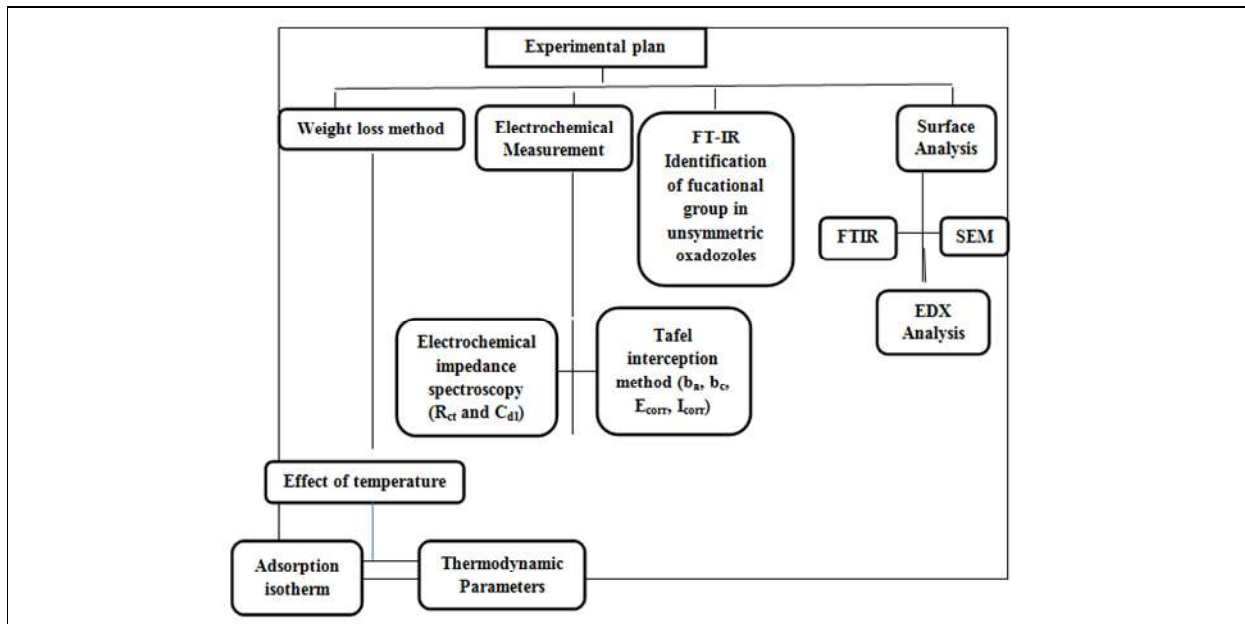 Experimental plan
Weight loss method
Electrochemical
Measurement
FT-IR
Identification
of fucational
group in
unsymmetric
oxadozoles
Surface
Analysis
FTIR
SEM
EDX
Analysis
Electrochemical
impedance
spectroscopy
(Rct and Cdl)
Tafel
interception
method (ba, bc,
Ecorr, Icorr)
Effect of temperature
Adsorption
isotherm
Thermodynamic
Parameters